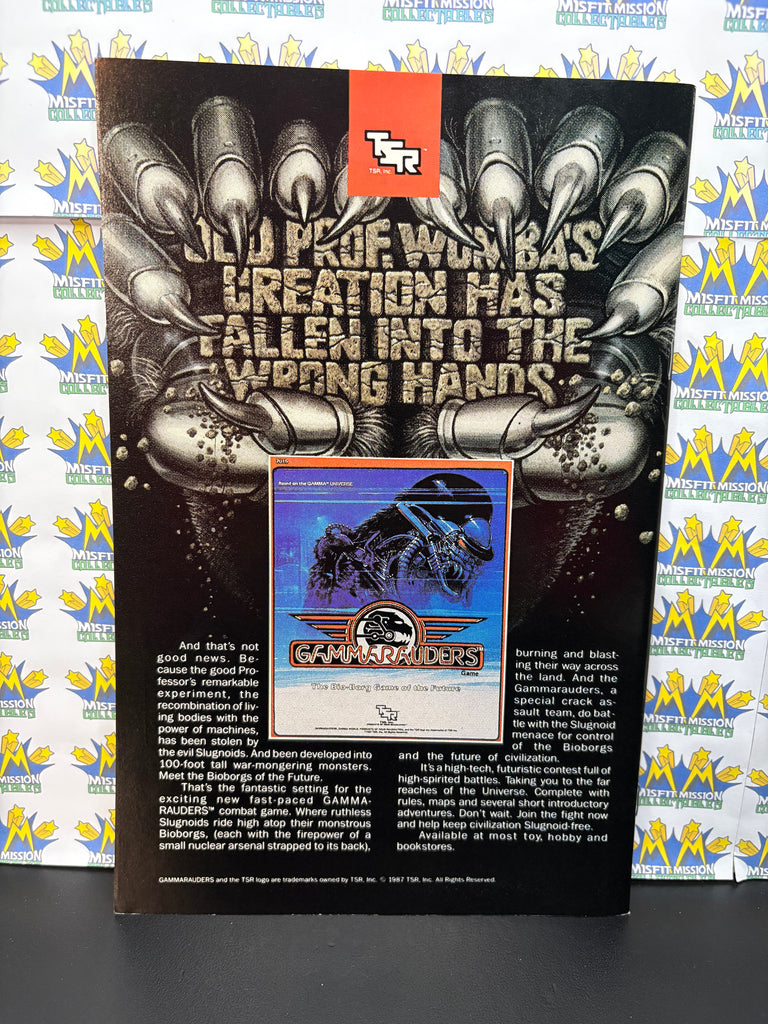 MISFIT MISSION
COLLECTABLES
TSR™
TSR, Inc.
OLD PROF. WOMBA'S
CREATION HAS
FALLEN INTO THE
WRONG HANDS.
7015
Based on the GAMMA® UNIVERSE
GAMMARAUDERS™
Game
The Bio-Borg Game of the Future
TSR, Inc.
And that's not
good news. Be-
cause the good Pro-
fessor's remarkable
experiment, the
recombination of liv-
ing bodies with the
power of machines,
has been stolen by
the evil Slugnoids. And been developed into
100-foot tall war-mongering monsters.
Meet the Bioborgs of the Future.
That's the fantastic setting for the
exciting new fast-paced GAMMA-
RAUDERS™ combat game. Where ruthless
Slugnoids ride high atop their monstrous
Bioborgs, (each with the firepower of a
small nuclear arsenal strapped to its back),
burning and blast-
ing their way across
the land. And the
Gammarauders, a
special crack as-
sault team, do bat-
tle with the Slugnoid
menace for control
of the Bioborgs
and the future of civilization.
It's a high-tech, futuristic contest full of
high-spirited battles. Taking you to the far
reaches of the Universe. Complete with
rules, maps and several short introductory
adventures. Don't wait. Join the fight now
and help keep civilization Slugnoid-free.
Available at most toy, hobby and
bookstores.
GAMMARAUDERS and the TSR logo are trademarks owned by TSR, Inc. © 1987 TSR, Inc. All Rights Reserved.